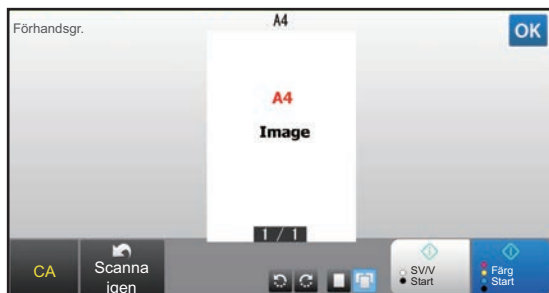 A4
Förhandsgr.
OK
A4
Image
1 / 1
CA
Scanna
igen
SV/V
Start
Färg
Start